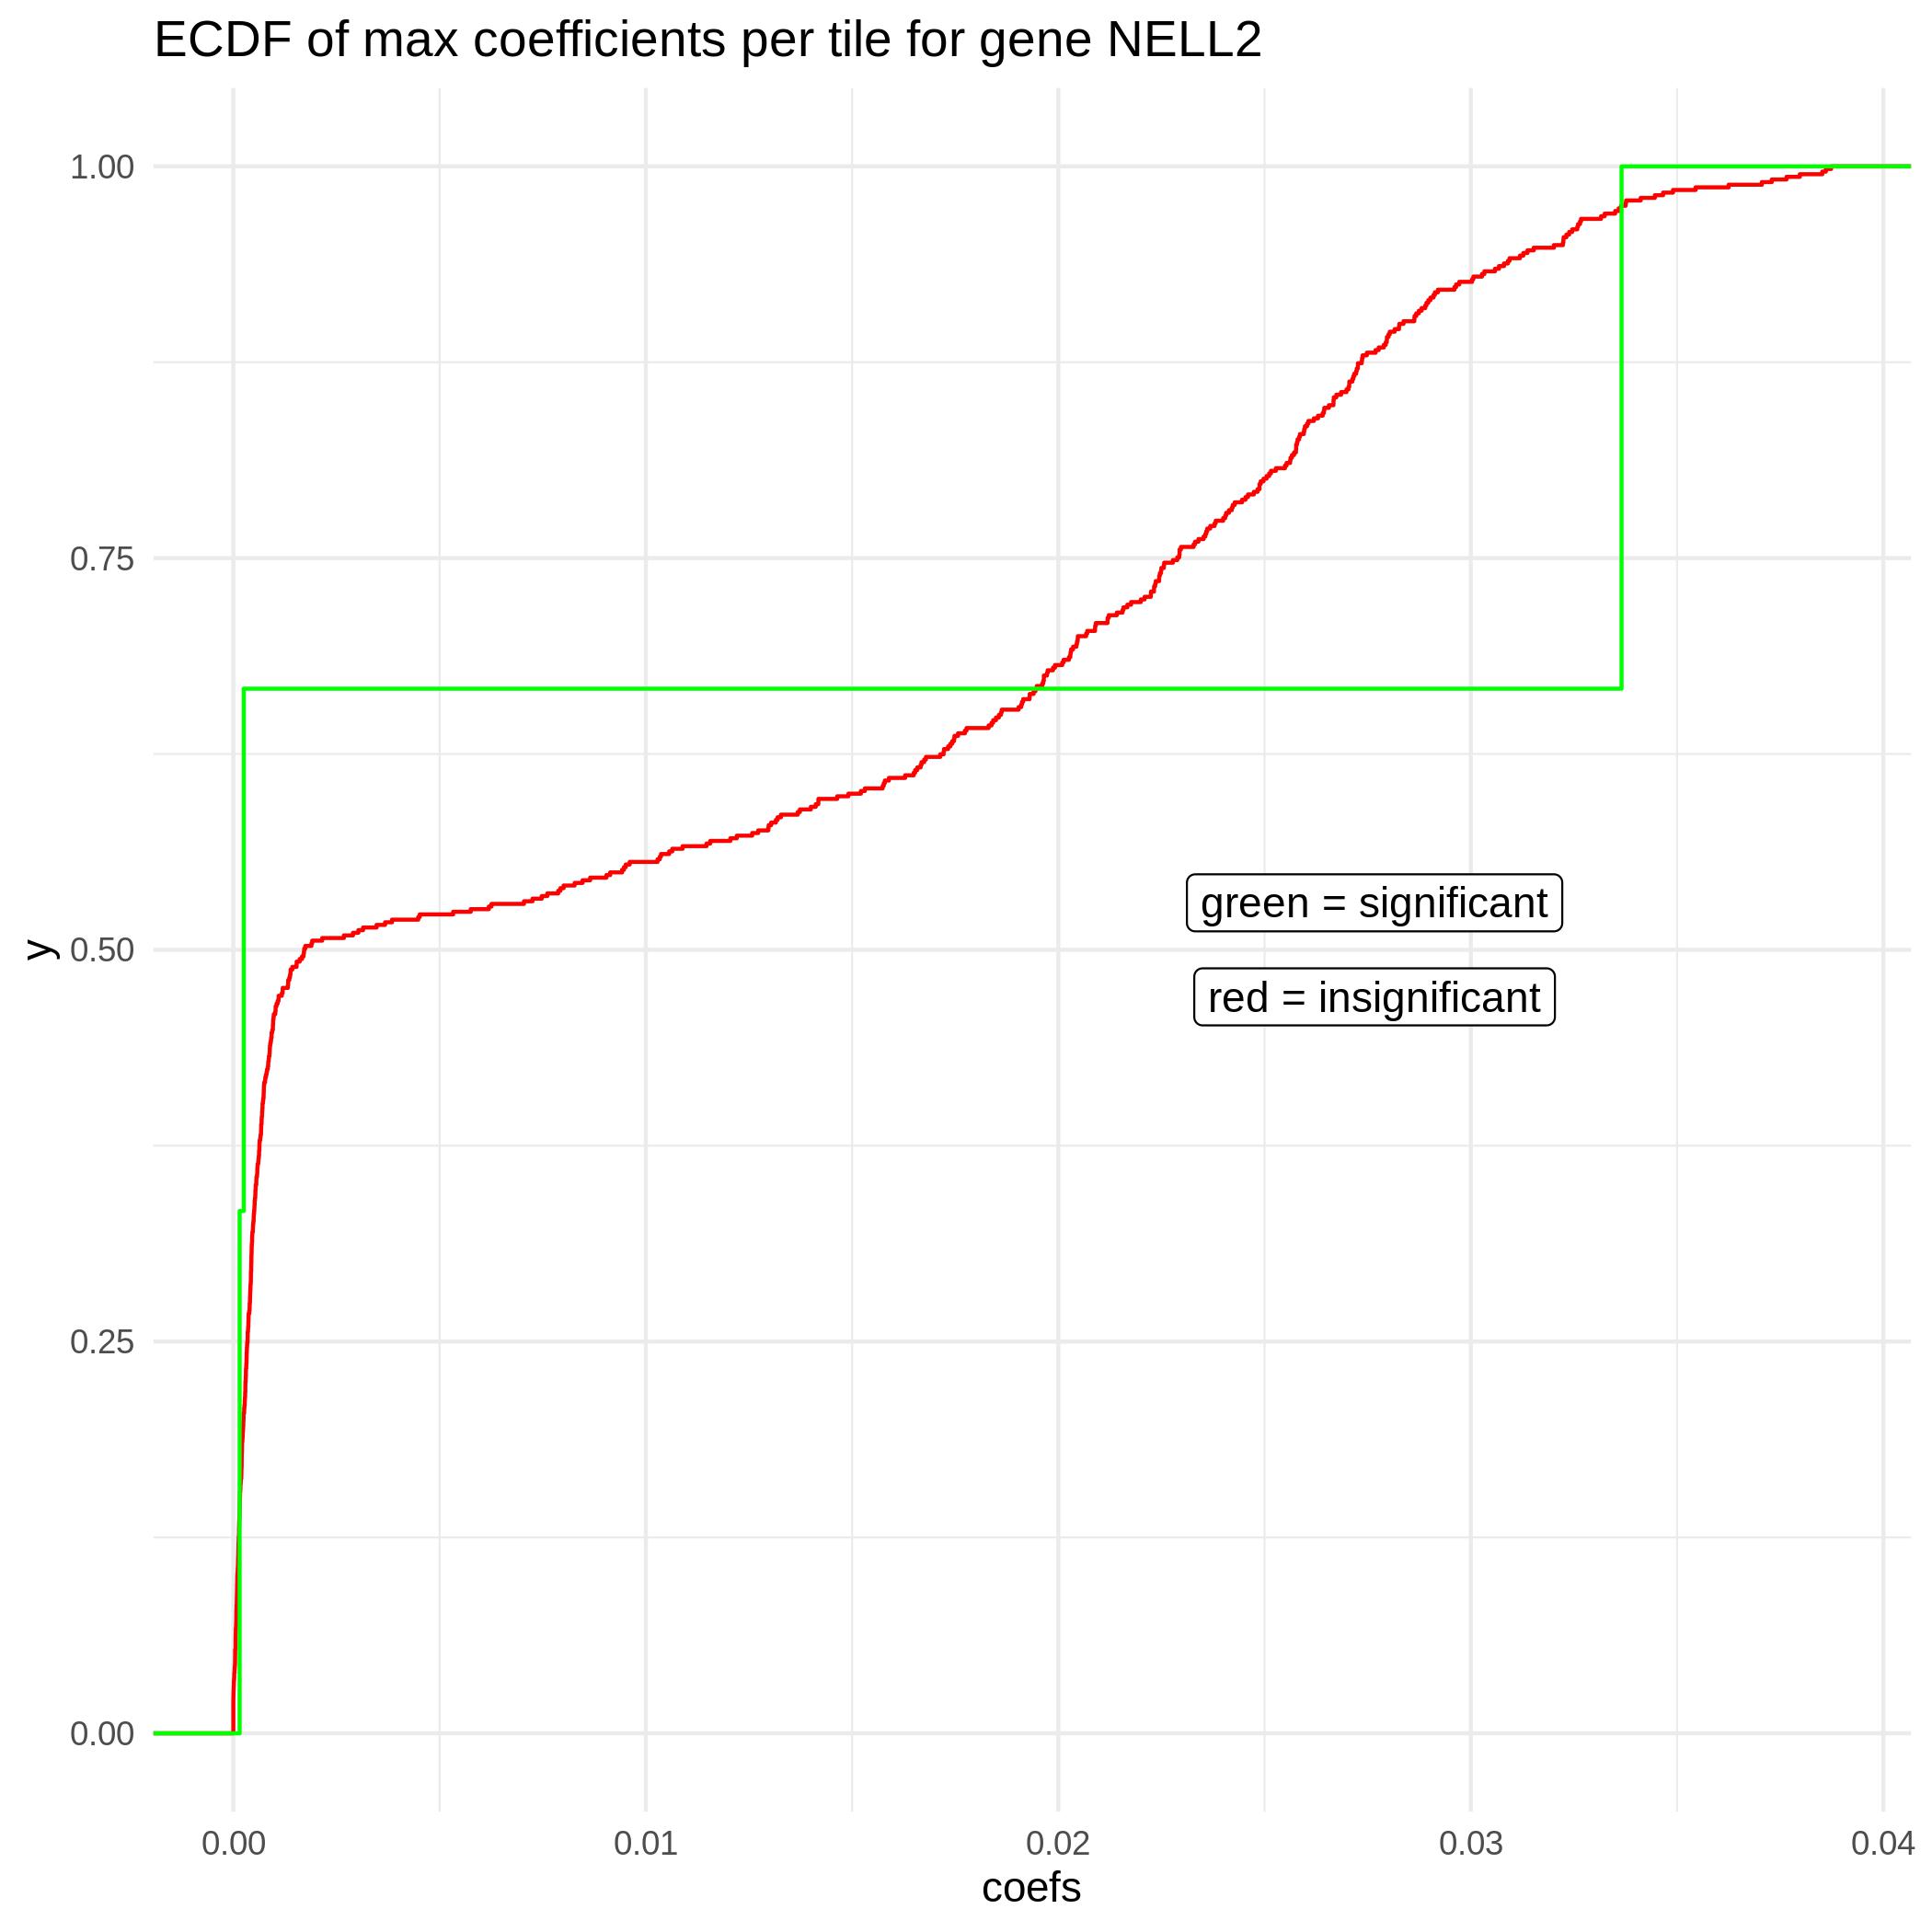 ECDF of max coefficients per tile for gene NELL2
1.00
0.75
0.50
0.25
0.00
y
green = significant
red = insignificant
0.00 0.01 0.02 0.03 0.04
coefs